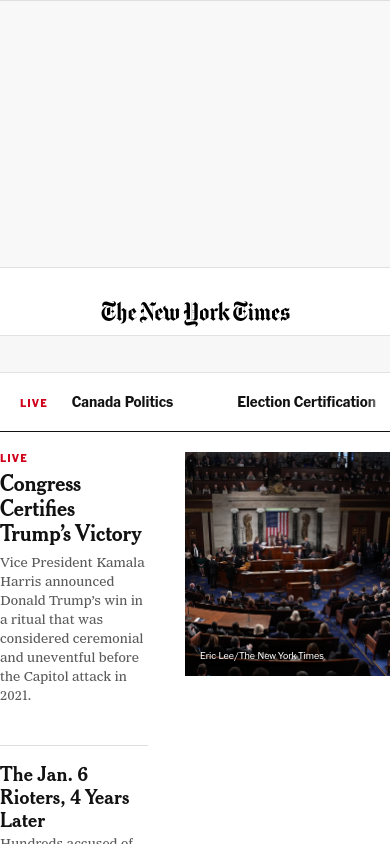 The New York Times
LIVE
Canada Politics
Election Certification
LIVE
Congress
Certifies
Trump’s Victory
Vice President Kamala
Harris announced
Donald Trump’s win in
a ritual that was
considered ceremonial
and uneventful before
the Capitol attack in
2021.
Eric Lee/The New York Times
The Jan. 6
Rioters, 4 Years
Later
Hundreds accused of